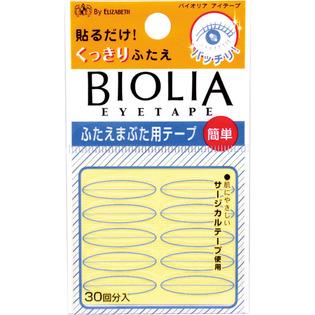 By ELIZABETH
バイオリア アイテープ
貼るだけ!
くっきりふたえ
パッチリ!
BIOLIA
EYETAPE
ふたえまぶた用テープ
簡単
●肌にやさしい
サージカルテープ使用
30回分入